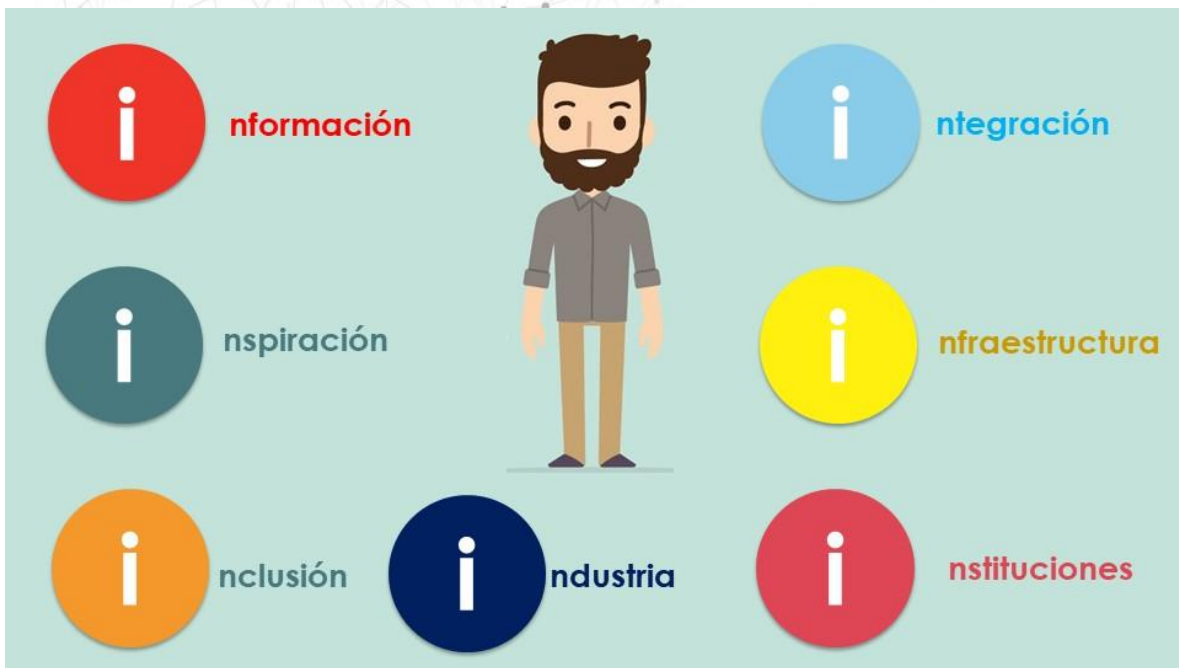 información
integración
inspiración
infraestructura
inclusión
industria
instituciones